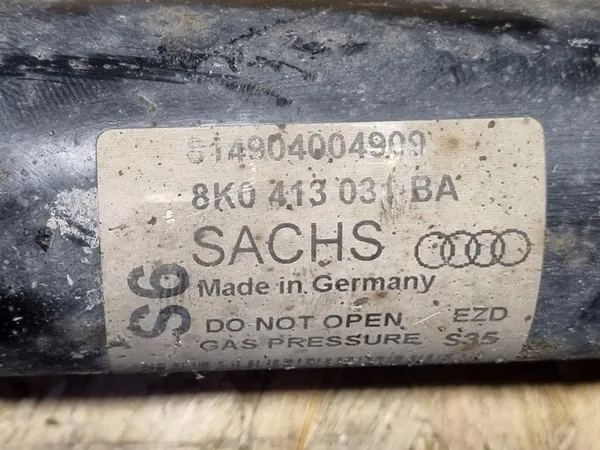 814904004909
8K0 413 031 BA
SACHS
S6
Made in Germany
DO NOT OPEN EZD
GAS PRESSURE S35